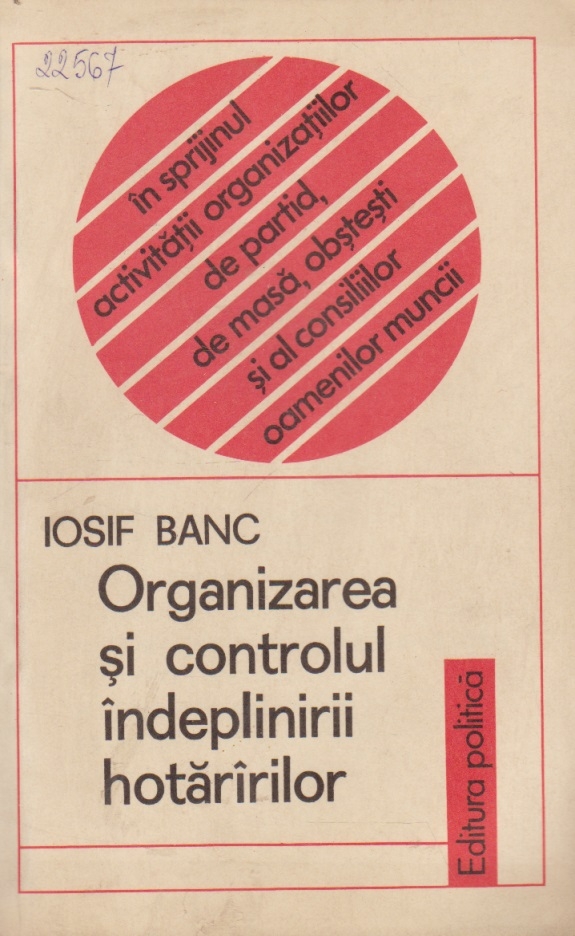 22567
în sprijinul
activității organizațiilor
de partid,
de masă, obștești
și al consiliilor
oamenilor muncii
IOSIF BANC
Organizarea
și controlul
îndeplinirii
hotărîrilor
Editura politică